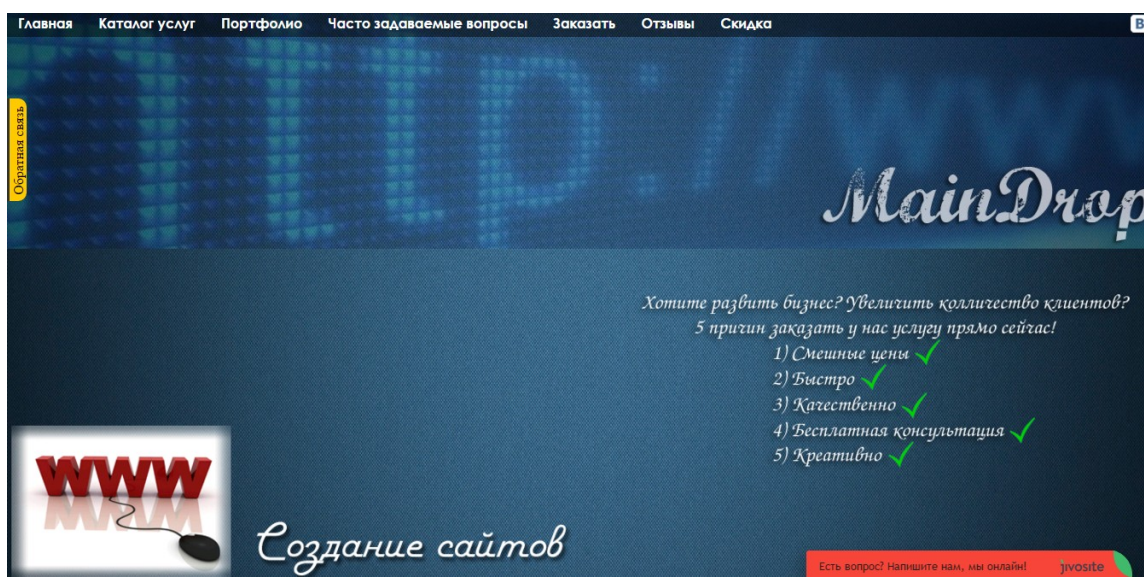 Главная Каталог услуг Портфолио Часто задаваемые вопросы Заказать Отзывы Скидка B
Обратная связь
http://www
MainDrop
Хотите развить бизнес? Увеличить колличество клиентов?
5 причин заказать у нас услугу прямо сейчас!
1) Смешные цены
2) Быстро
3) Качественно
4) Бесплатная консультация
5) Креативно
WWW
Создание сайтов
Есть вопрос? Напишите нам, мы онлайн! jivosite